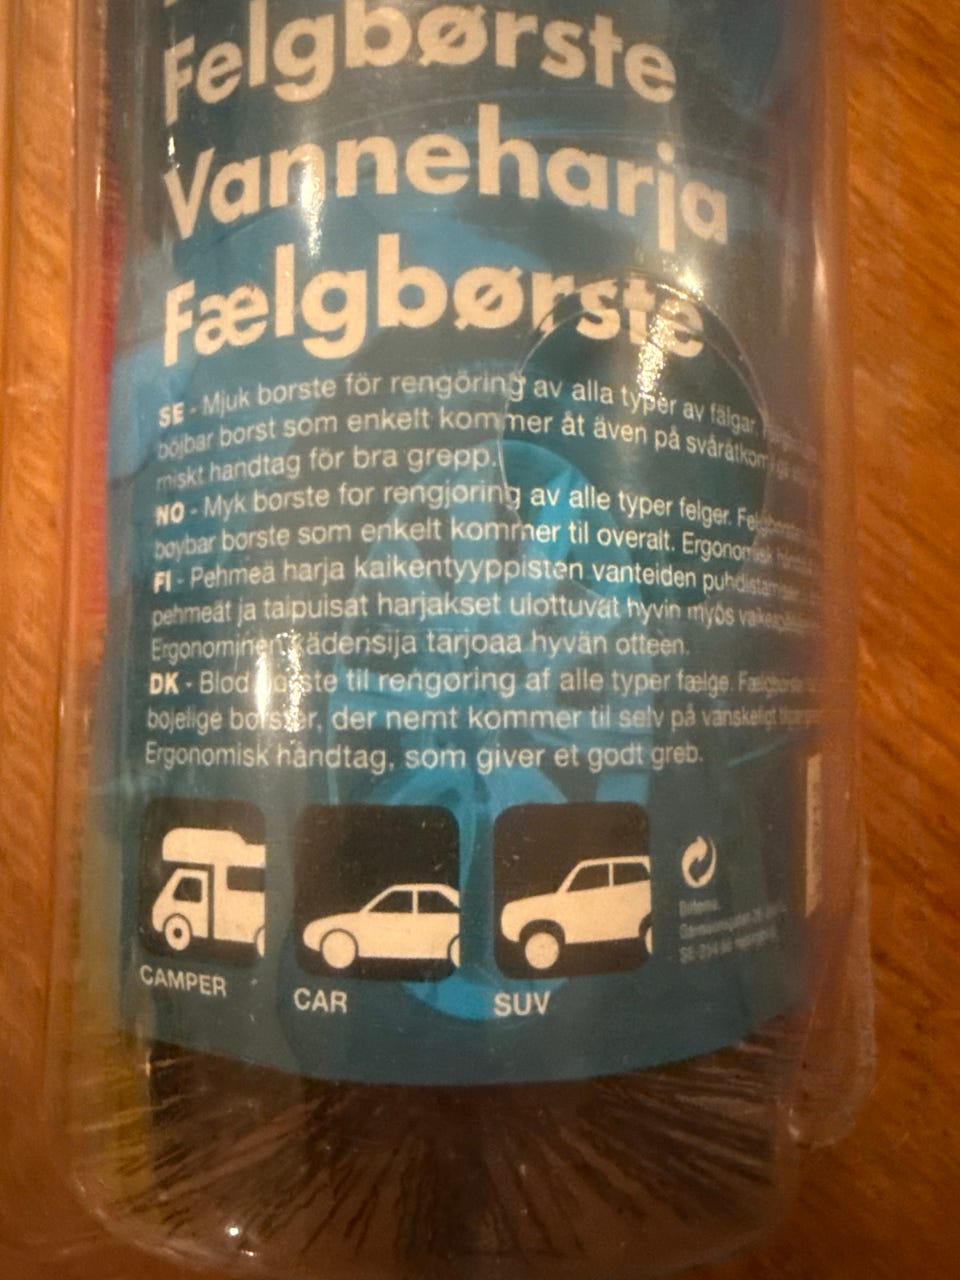 Felgbørste
Vanneharja
Fælgbørste
SE - Mjuk borste för rengöring av alla typer av fälgar.
böjbar borst som enkelt kommer åt även på svåråtkom
miskt handtag för bra grepp.
NO - Myk børste for rengjøring av alle typer felger.
bøybar børste som enkelt kommer til overalt. Ergonomisk
FI - Pehmeä harja kaikentyyppisten vanteiden
pehmeät ja taipuisat harjakset ulottuvat hyvin myös
Ergonominen kädensija tarjoaa hyvän otteen.
DK - Blød børste til rengøring af alle typer fælge. Fælgbørste
bøjelige børster, der nemt kommer til selv på vanskeligt
Ergonomisk håndtag, som giver et godt greb.
CAMPER
CAR
SUV
Biltema